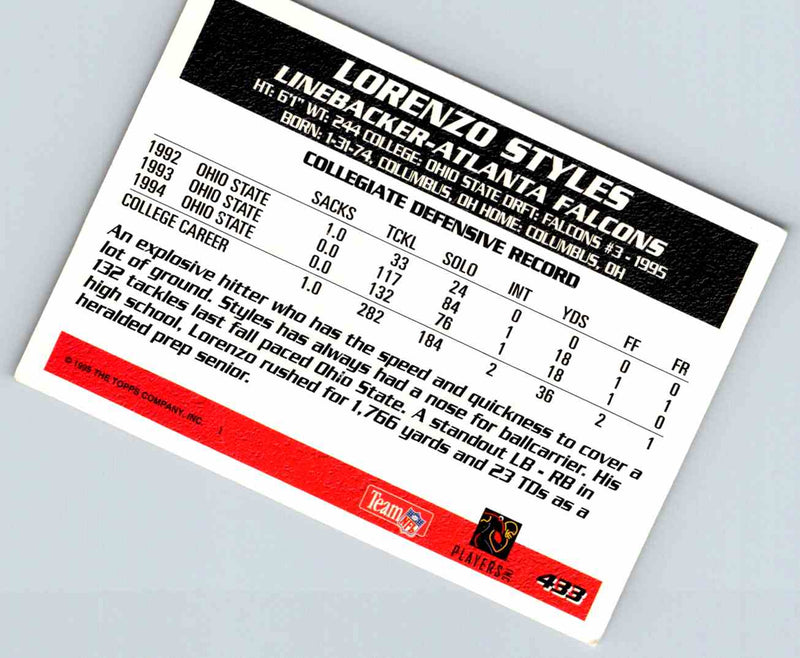 LORENZO STYLES
LINEBACKER-ATLANTA FALCONS
HT: 6'1" WT: 244 COLLEGE: OHIO STATE DRFT: FALCONS #3 - 1995
BORN: 1-31-74, COLUMBUS, OH HOME: COLUMBUS, OH
COLLEGIATE DEFENSIVE RECORD
SACKS TCKL SOLO INT YDS FF FR
1992 OHIO STATE 1.0 33 24 0 0 0 0
1993 OHIO STATE 0.0 117 84 1 18 1 1
1994 OHIO STATE 0.0 132 76 1 18 1 0
COLLEGE CAREER 1.0 282 184 2 36 2 1
An explosive hitter who has the speed and quickness to cover a
lot of ground. Styles has always had a nose for ballcarrier. His
132 tackles last fall paced Ohio State. A standout LB - RB in
high school, Lorenzo rushed for 1,766 yards and 23 TDs as a
heralded prep senior.
© 1995 THE TOPPS COMPANY, INC.
Team NFL
PLAYERS INC
433